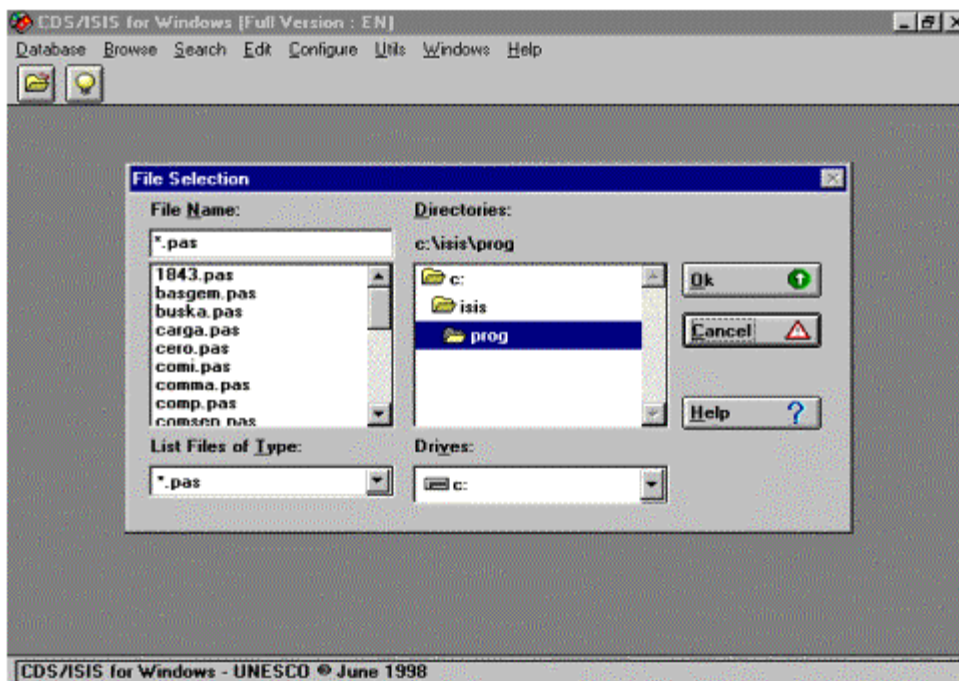 CDS/ISIS for Windows [Full Version : EN]
Database Browse Search Edit Configure Utils Windows Help
File Selection
File Name:
*.pas
1843.pas
basgem.pas
buska.pas
carga.pas
cero.pas
comi.pas
comma.pas
comp.pas
comsep.pas
List Files of Type:
*.pas
Directories:
c:\isis\prog
c:
isis
prog
Drives:
c:
Ok
Cancel
Help
CDS/ISIS for Windows - UNESCO © June 1998